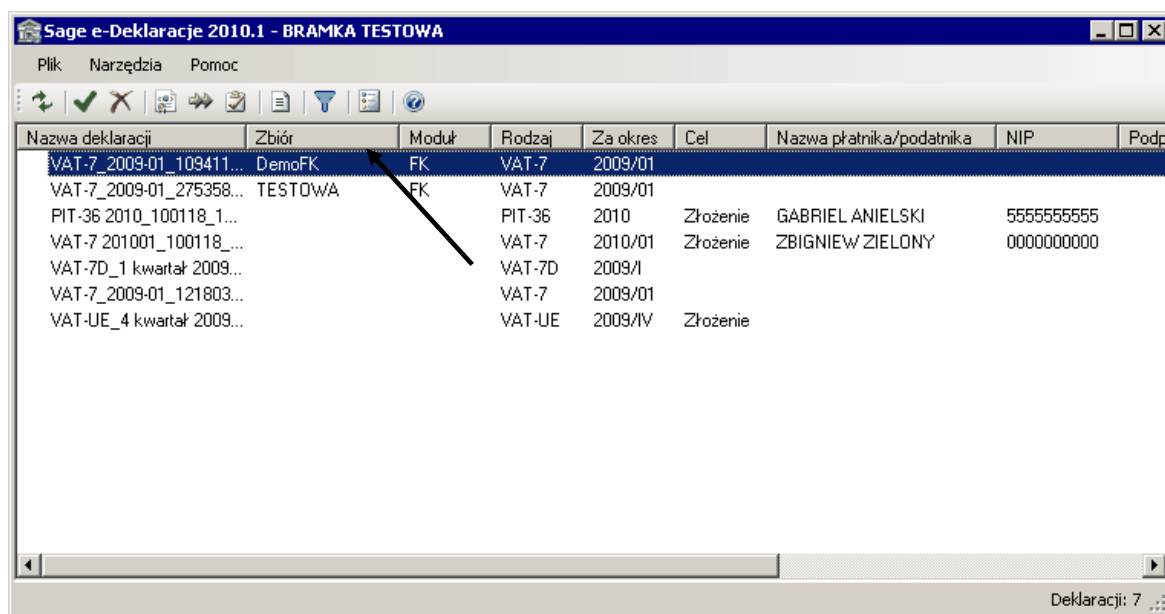 Sage e-Deklaracje 2010.1 - BRAMKA TESTOWA
Plik Narzędzia Pomoc
Nazwa deklaracji Zbiór Moduł Rodzaj Za okres Cel Nazwa płatnika/podatnika NIP Podp
VAT-7_2009-01_109411... DemoFK FK VAT-7 2009/01
VAT-7_2009-01_275358... TESTOWA FK VAT-7 2009/01
PIT-36 2010_100118_1... PIT-36 2010 Złożenie GABRIEL ANIELSKI 5555555555
VAT-7 201001_100118_... VAT-7 2010/01 Złożenie ZBIGNIEW ZIELONY 0000000000
VAT-7D_1 kwartał 2009... VAT-7D 2009/I
VAT-7_2009-01_121803... VAT-7 2009/01
VAT-UE_4 kwartał 2009... VAT-UE 2009/IV Złożenie
Deklaracji: 7